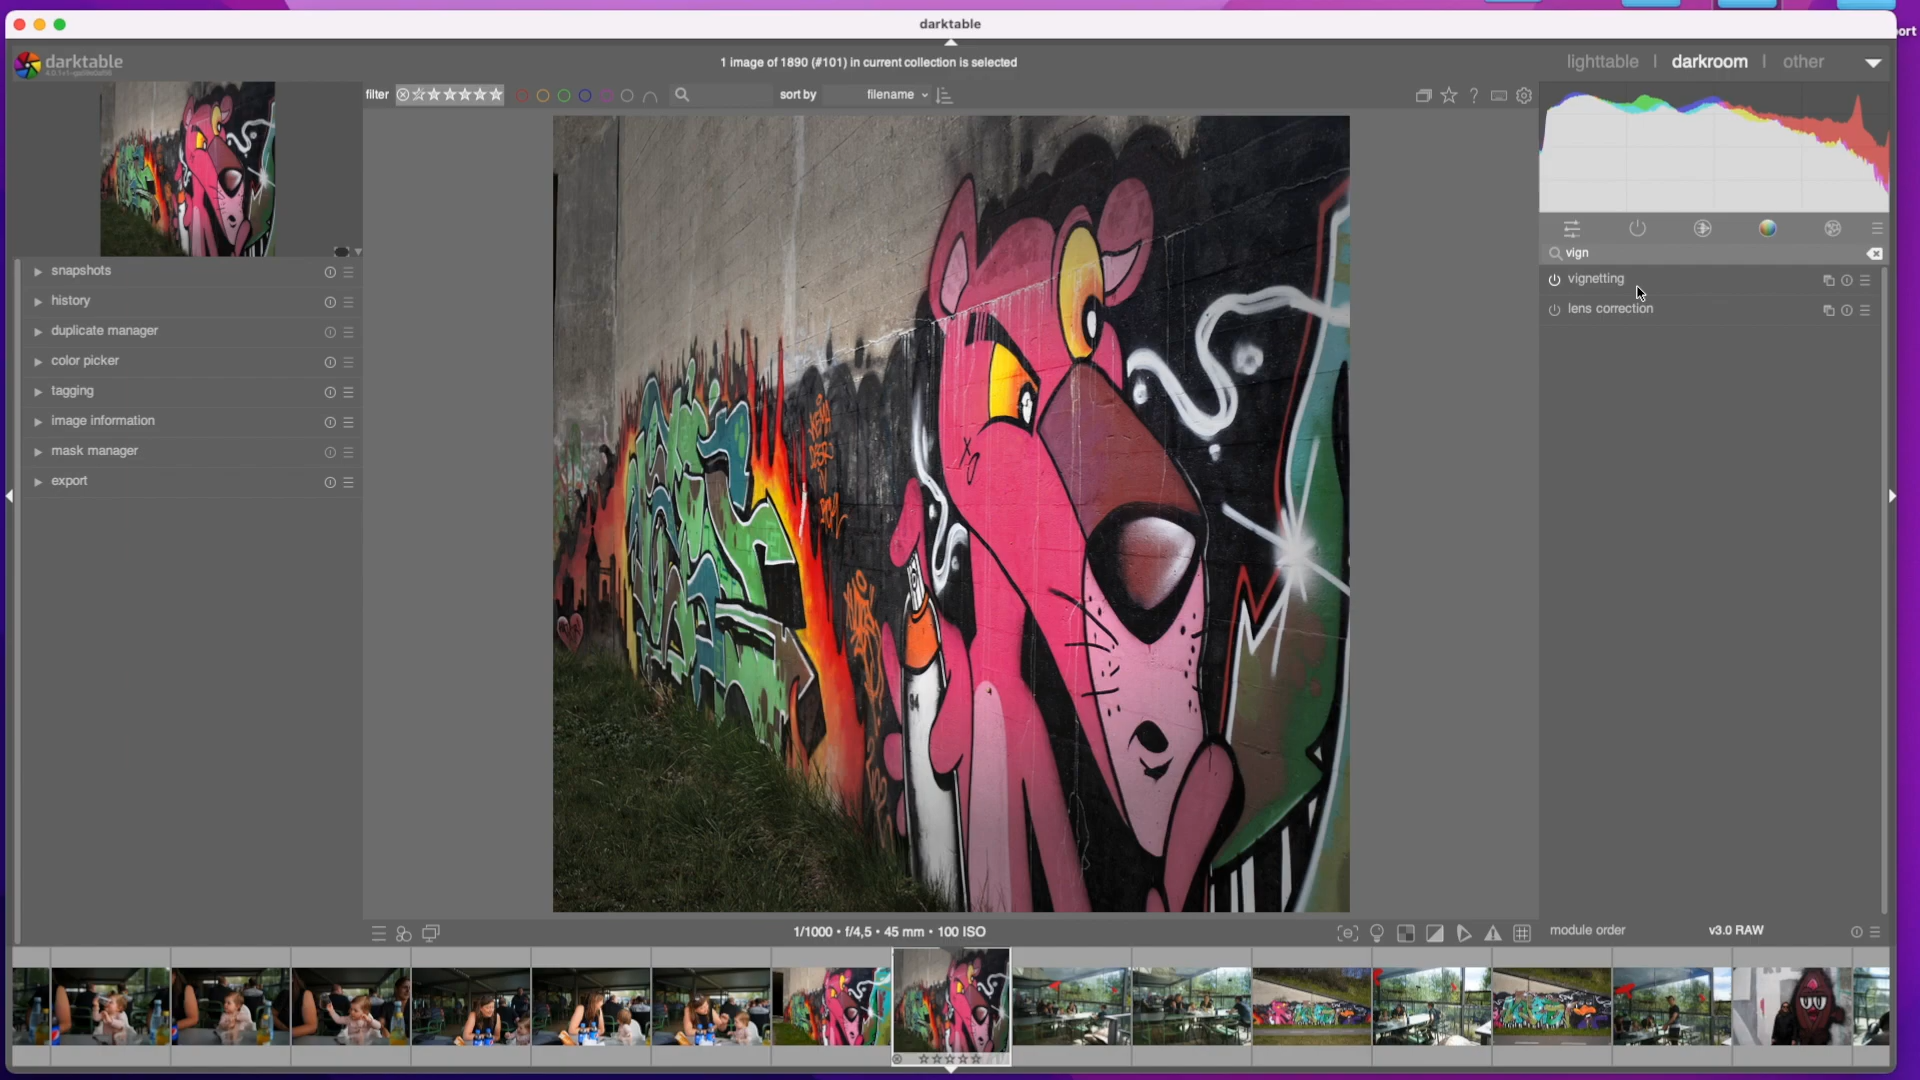 darktable
darktable
1 image of 1890 (#101) in current collection is selected
lighttable | darkroom | other
filter
sort by filename
snapshots
history
duplicate manager
color picker
tagging
image information
mask manager
export
vign
vignetting
lens correction
94
1/1000 • f/4,5 • 45 mm • 100 ISO
module order v3.0 RAW
ort